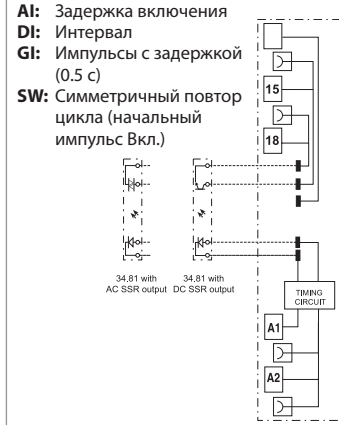 AI: Задержка включения
DI: Интервал
GI: Импульсы с задержкой
(0.5 с)
SW: Симметричный повтор
цикла (начальный
импульс Вкл.)
15
18
34.81 with
AC SSR output
34.81 with
DC SSR output
TIMING
CIRCUIT
A1
A2